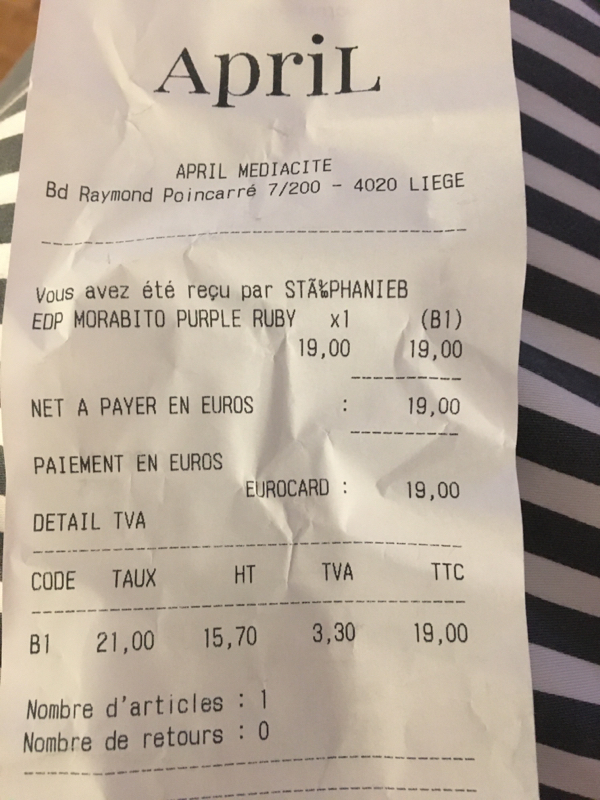 ApriL
APRIL MEDIACITE
Bd Raymond Poincarré 7/200 - 4020 LIEGE
Vous avez été reçu par STÃ‰PHANIEB
EDP MORABITO PURPLE RUBY x1 (B1)
19,00 19,00
NET A PAYER EN EUROS : 19,00
PAIEMENT EN EUROS
EUROCARD : 19,00
DETAIL TVA
CODE TAUX HT TVA TTC
B1 21,00 15,70 3,30 19,00
Nombre d'articles : 1
Nombre de retours : 0